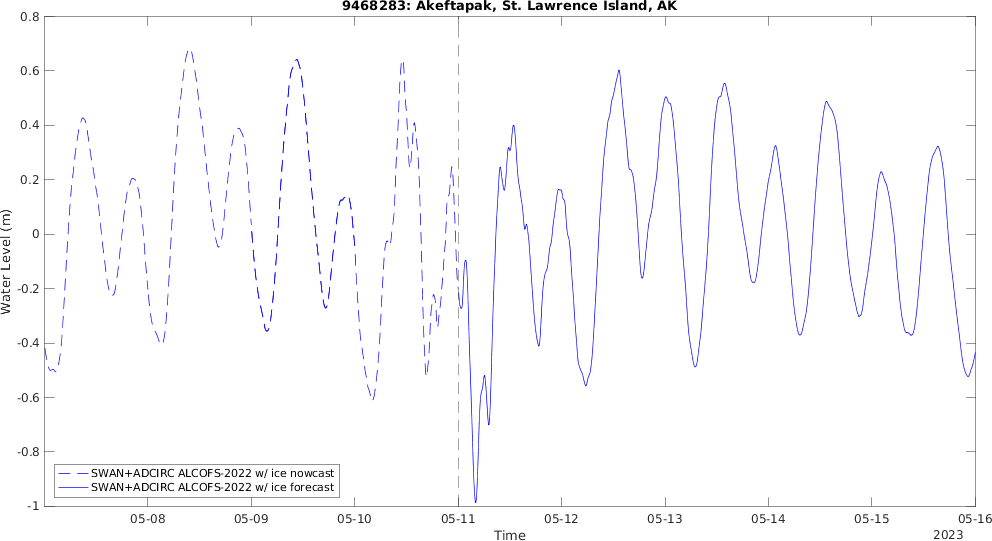 9468283: Akeftapak, St. Lawrence Island, AK
0.8
0.6
0.4
0.2
0
-0.2
-0.4
-0.6
-0.8
-1
Water Level (m)
SWAN+ADCIRC ALCOFS-2022 w/ ice nowcast
SWAN+ADCIRC ALCOFS-2022 w/ ice forecast
05-08 05-09 05-10 05-11 05-12 05-13 05-14 05-15 05-16
Time
2023